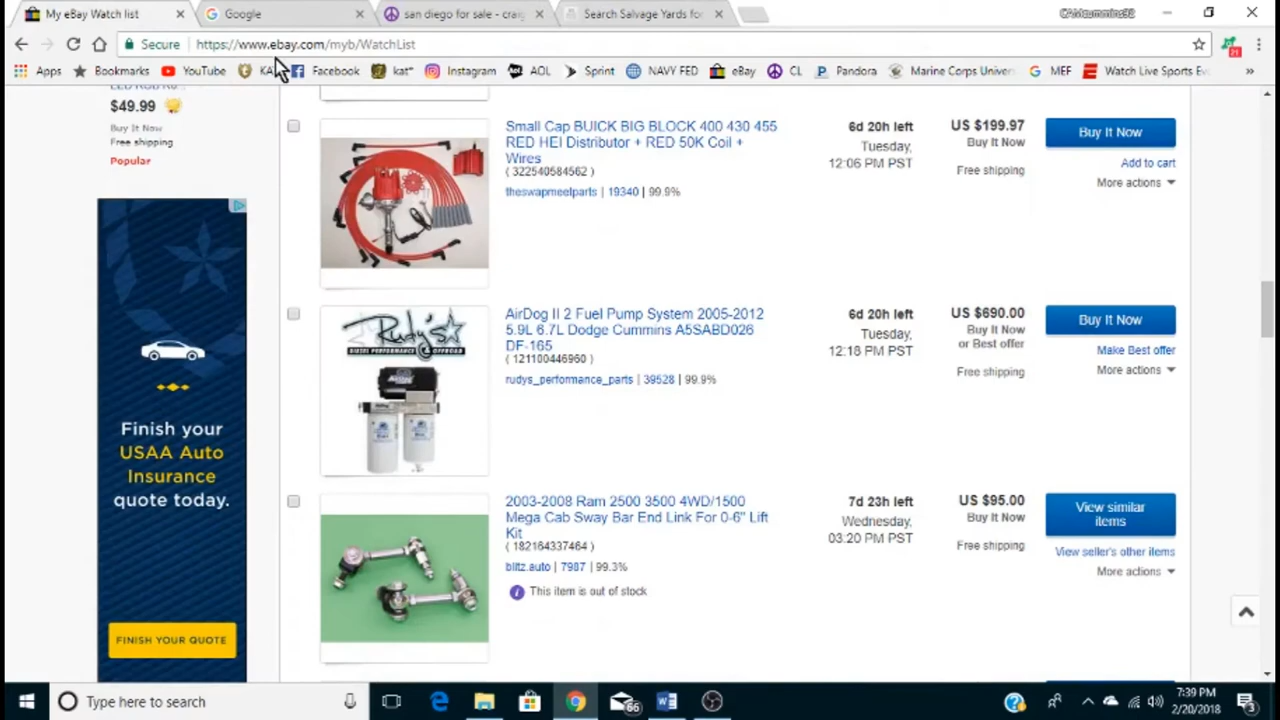 My eBay Watch list
Google
san diego for sale - craig
Search Salvage Yards for
CAMcummins92
Secure
https://www.ebay.com/myb/WatchList
21
Apps
Bookmarks
YouTube
Facebook
kat*
Instagram
AOL
Sprint
NAVY FED
eBay
CL
Pandora
Marine Corps Univers
MEF
Watch Live Sports Ev
»
$49.99
Buy It Now
Free shipping
Popular
Finish your
USAA Auto
Insurance
quote today.
FINISH YOUR QUOTE
Small Cap BUICK BIG BLOCK 400 430 455
RED HEI Distributor + RED 50K Coil +
Wires
( 322540584562 )
theswapmeetparts | 19340 | 99.9%
6d 20h left
Tuesday,
12:06 PM PST
US $199.97
Buy It Now
Free shipping
Buy It Now
Add to cart
More actions
Rudy's
DIESEL PERFORMANCE & OFFROAD
AirDog II 2 Fuel Pump System 2005-2012
5.9L 6.7L Dodge Cummins A5SABD026
DF-165
( 121100446960 )
rudys_performance_parts | 39528 | 99.9%
6d 20h left
Tuesday,
12:18 PM PST
US $690.00
Buy It Now
or Best offer
Free shipping
Buy It Now
Make Best offer
More actions
2003-2008 Ram 2500 3500 4WD/1500
Mega Cab Sway Bar End Link For 0-6" Lift
Kit
( 182164337464 )
blitz.auto | 7987 | 99.3%
This item is out of stock
7d 23h left
Wednesday,
03:20 PM PST
US $95.00
Buy It Now
Free shipping
View similar
items
View seller's other items
More actions
Type here to search
66
7:39 PM
2/20/2018
3